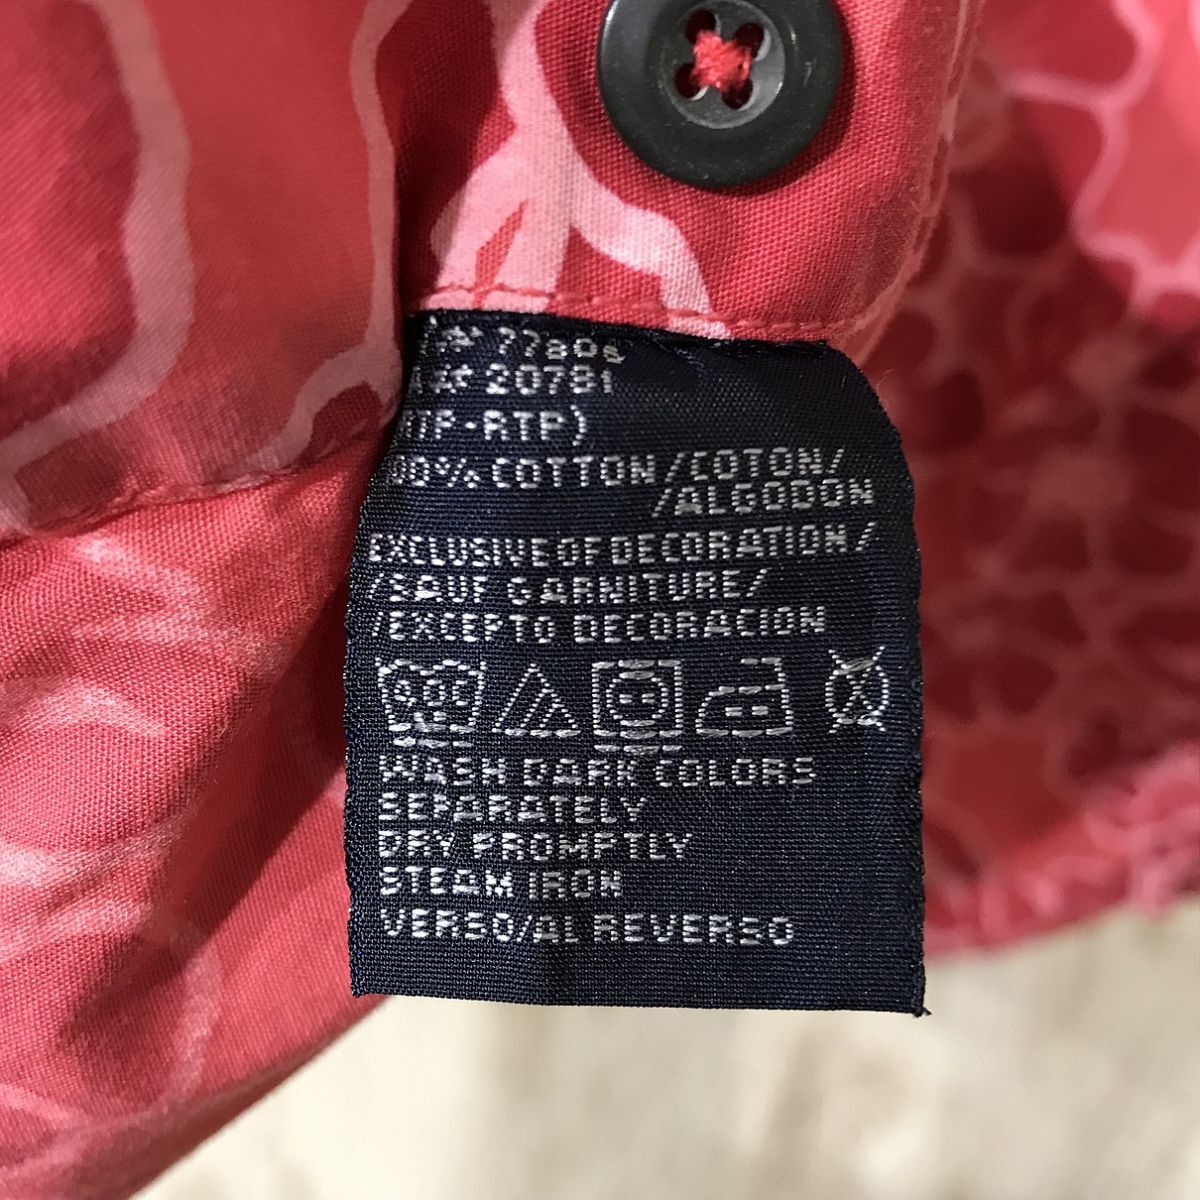 20781
100% COTTON/COTON/
/ALGODON
EXCLUSIVE OF DECORATION/
/SAUF GARNITURE/
/EXCEPTO DECORACION
WASH DARK COLORS
SEPARATELY
DRY PROMPTLY
STEAM IRON
VERSO/AL REVERSO